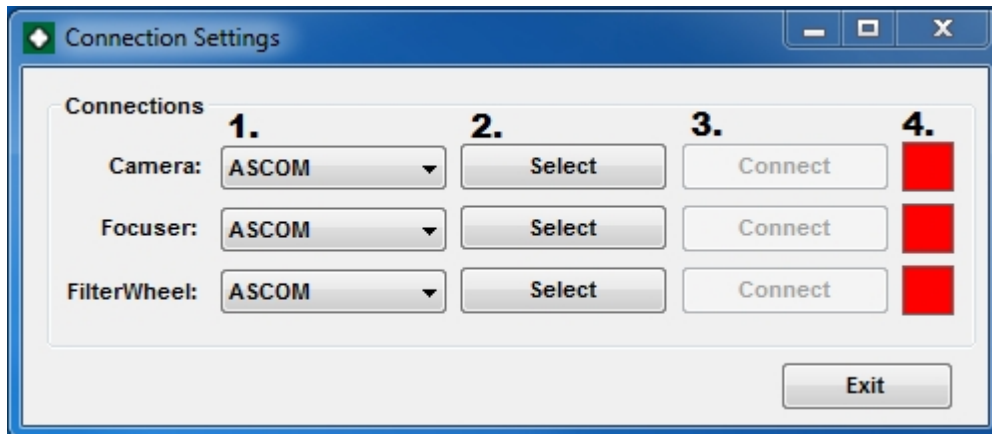 Connection Settings
Connections
1. 2. 3. 4.
Camera: ASCOM Select Connect
Focuser: ASCOM Select Connect
FilterWheel: ASCOM Select Connect
Exit